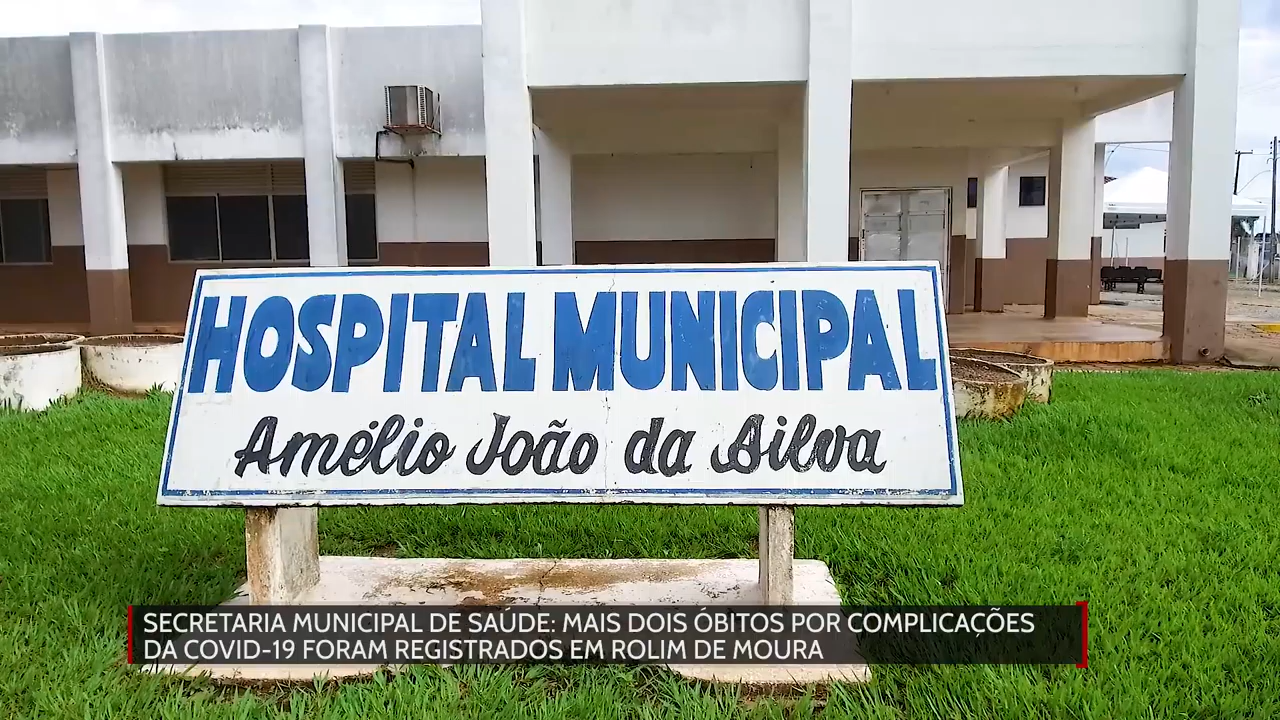 HOSPITAL MUNICIPAL
Amélio João da Silva
SECRETARIA MUNICIPAL DE SAÚDE: MAIS DOIS ÓBITOS POR COMPLICAÇÕES
DA COVID-19 FORAM REGISTRADOS EM ROLIM DE MOURA